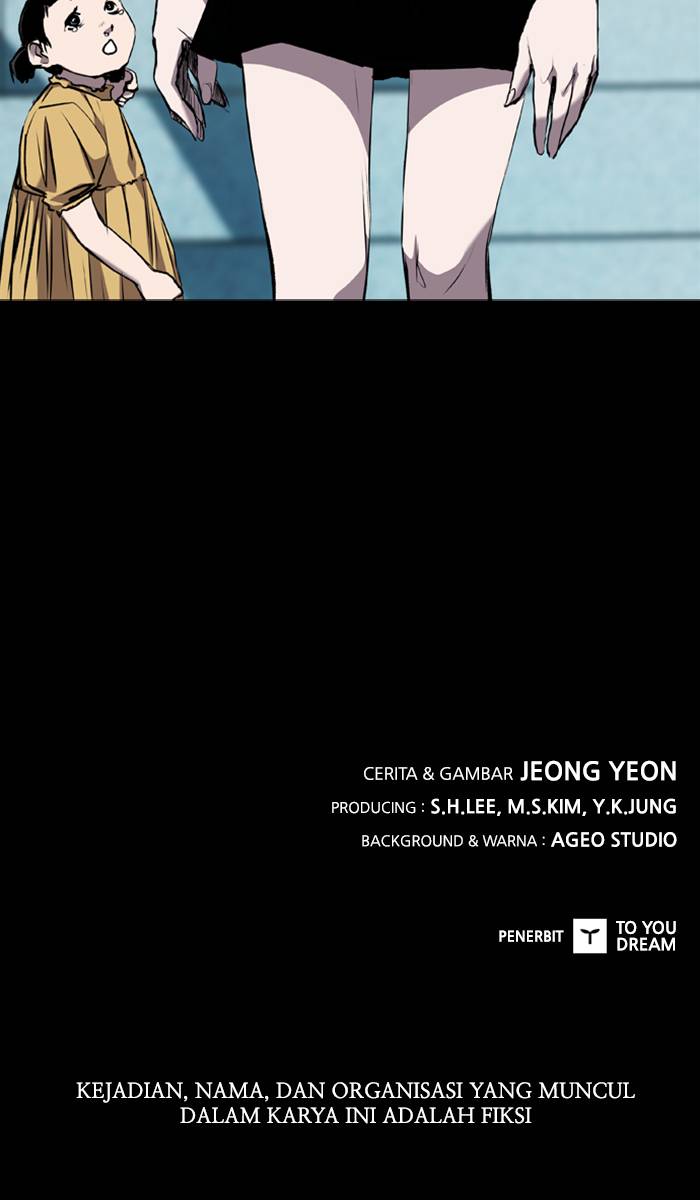 CERITA & GAMBAR JEONG YEON
PRODUCING : S.H.LEE, M.S.KIM, Y.K.JUNG
BACKGROUND & WARNA : AGEO STUDIO
PENERBIT TO YOU
DREAM
KEJADIAN, NAMA, DAN ORGANISASI YANG MUNCUL
DALAM KARYA INI ADALAH FIKSI